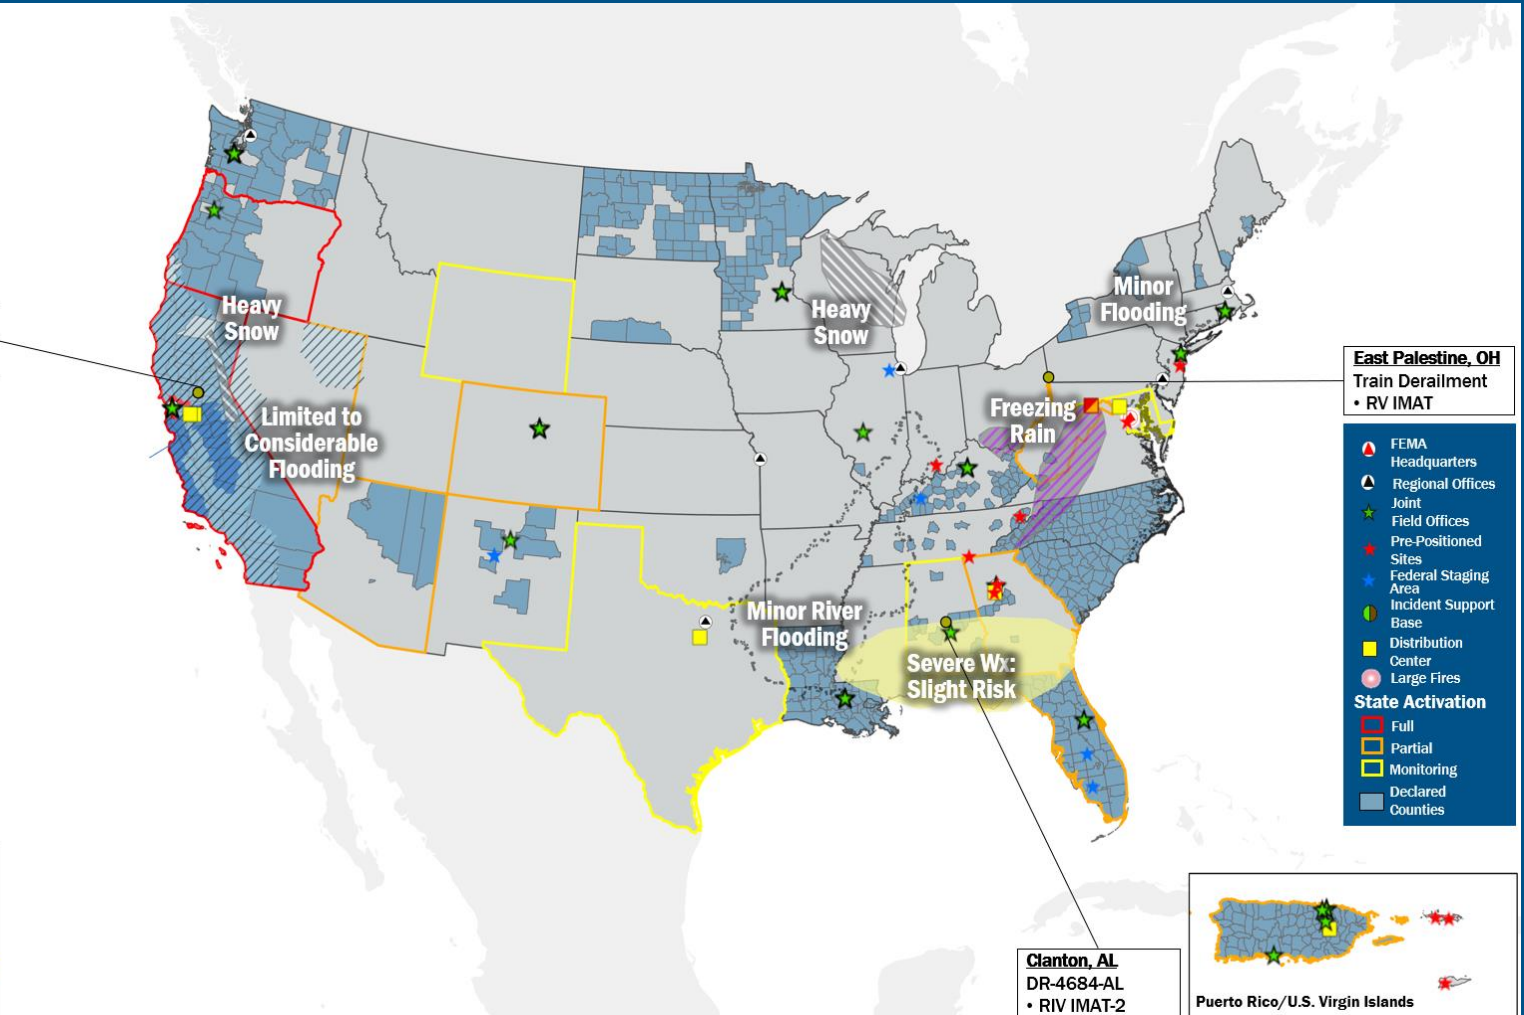 Heavy
Snow
Heavy
Snow
Minor
Flooding
Limited to
Considerable
Flooding
Freezing
Rain
Minor River
Flooding
Severe Wx:
Slight Risk
East Palestine, OH
Train Derailment
• RV IMAT
FEMA
Headquarters
Regional Offices
Joint
Field Offices
Pre-Positioned
Sites
Federal Staging
Area
Incident Support
Base
Distribution
Center
Large Fires
State Activation
Full
Partial
Monitoring
Declared
Counties
Clanton, AL
DR-4684-AL
• RIV IMAT-2
Puerto Rico/U.S. Virgin Islands